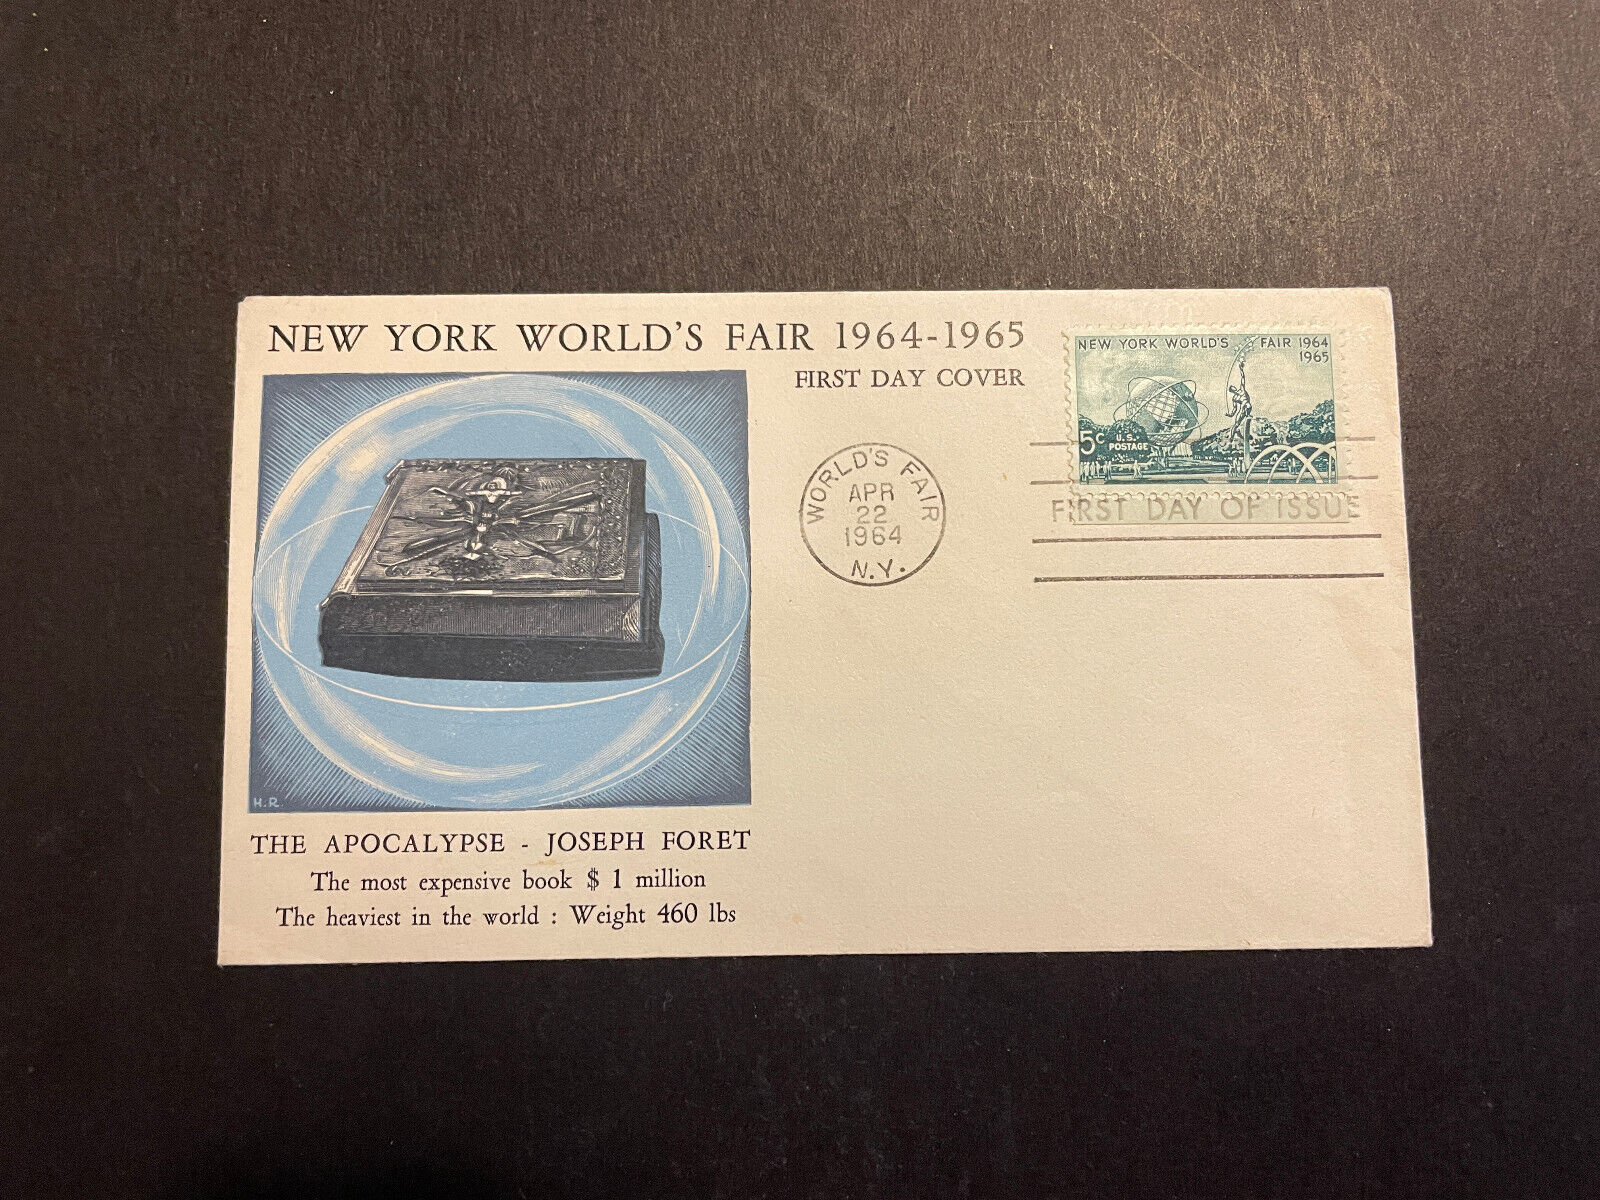 NEW YORK WORLD'S FAIR 1964-1965
FIRST DAY COVER
NEW YORK WORLD'S FAIR 1964
1965
5c U.S. POSTAGE
WORLD'S FAIR
APR
22
1964
N.Y.
FIRST DAY OF ISSUE
H.R.
THE APOCALYPSE - JOSEPH FORET
The most expensive book $ 1 million
The heaviest in the world : Weight 460 lbs